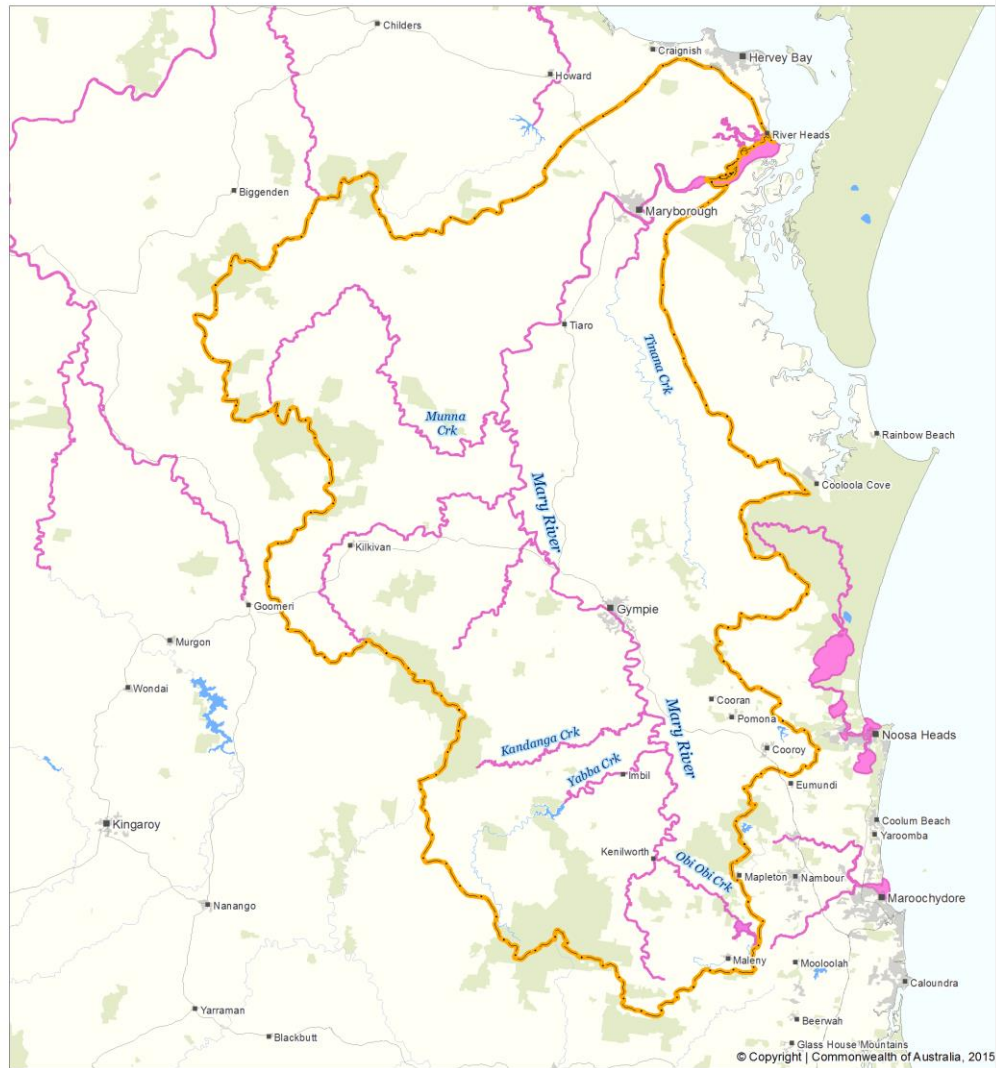 Childers
Craignish
Hervey Bay
Howard
River Heads
Biggenden
Maryborough
Tiaro
Tinana Crk
Munna
Crk
Rainbow Beach
Cooloola Cove
Mary River
Kilkivan
Goomeri
Gympie
Murgon
Wondai
Cooran
Pomona
Mary River
Noosa Heads
Kandanga Crk
Cooroy
Yabba Crk
Imbil
Eumundi
Kingaroy
Coolum Beach
Yaroomba
Kenilworth
Obi Obi Crk
Mapleton
Nambour
Maroochydore
Nanango
Maleny
Mooloolah
Caloundra
Yarraman
Beerwah
Blackbutt
Glass House Mountains
© Copyright | Commonwealth of Australia, 2015